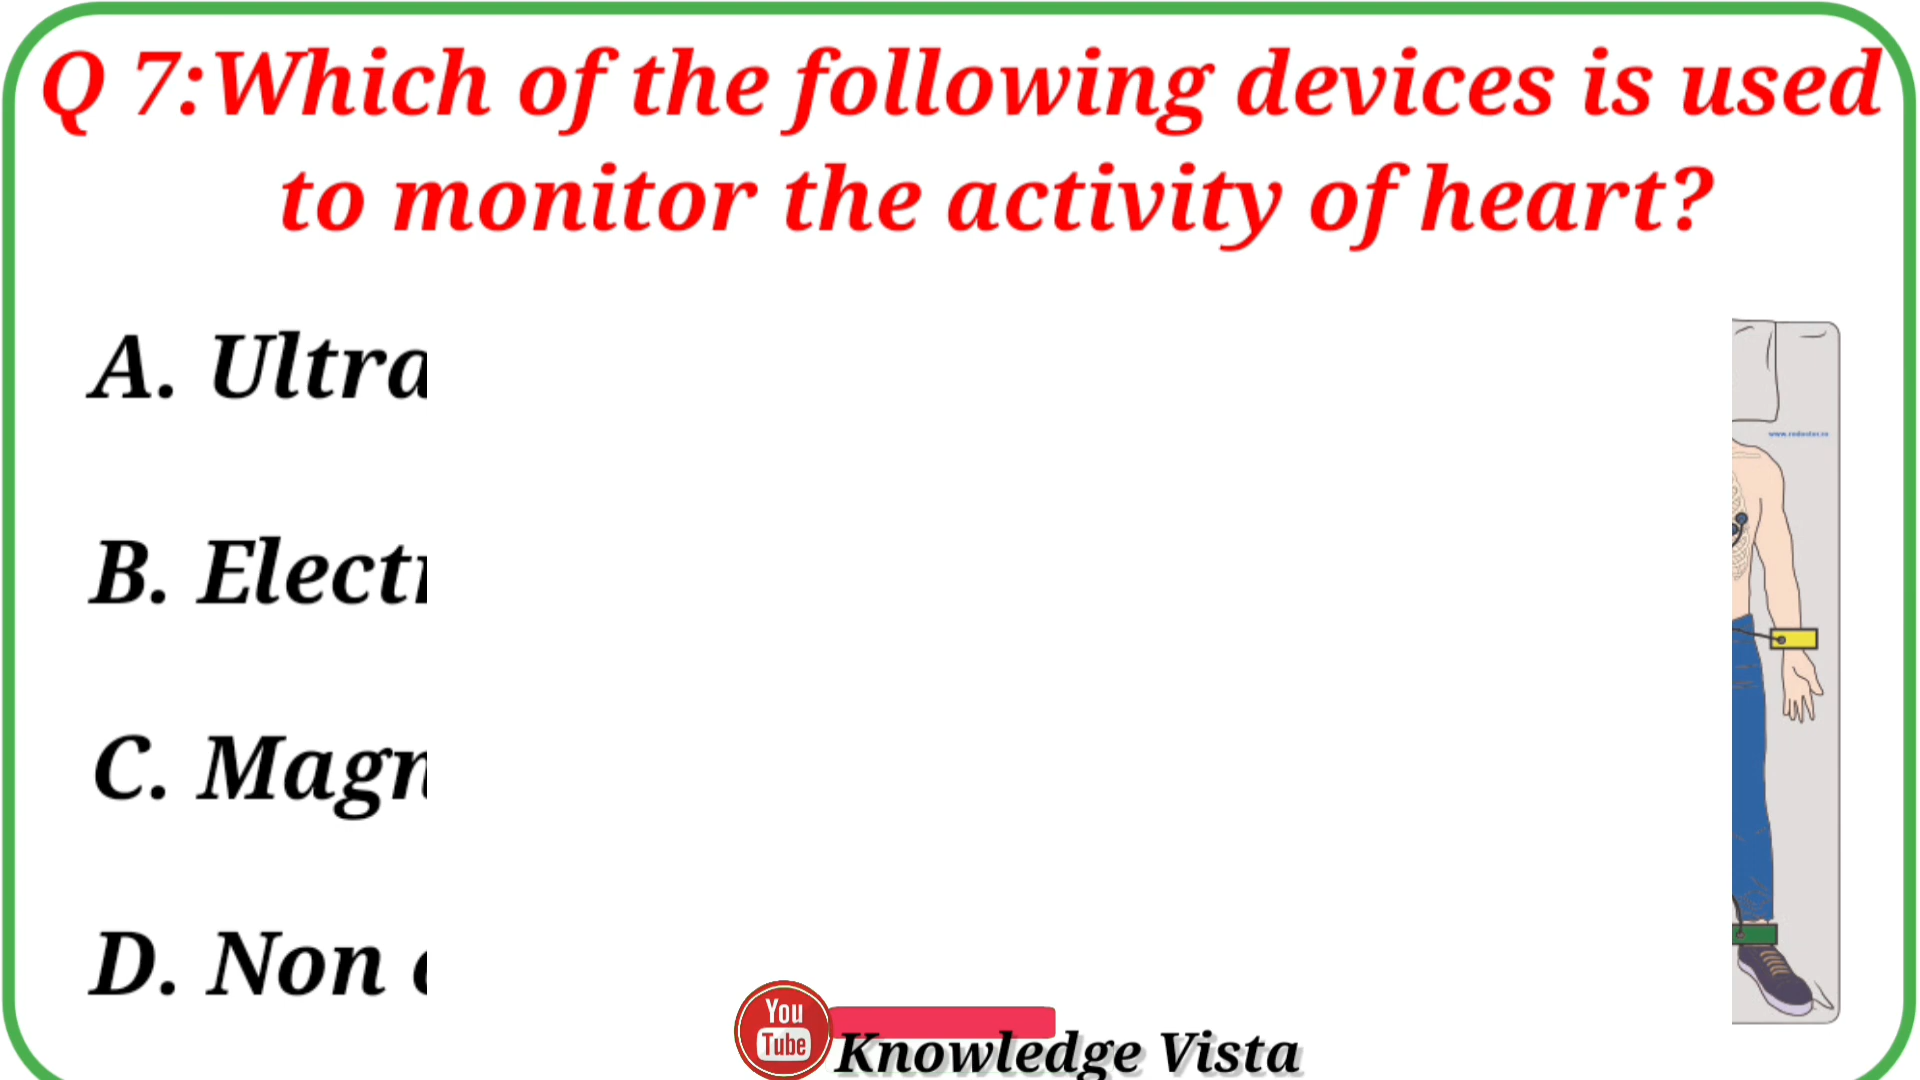 Q 7:Which of the following devices is used
to monitor the activity of heart?
A. Ultra
B. Elect
C. Magn
D. Non
You
Tube
Knowledge Vista